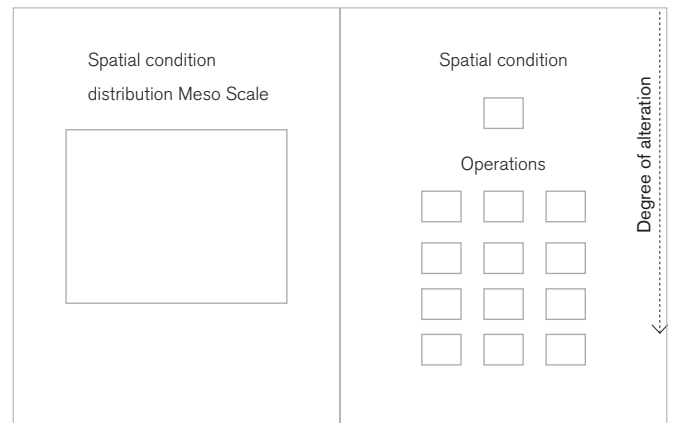 Spatial condition
distribution Meso Scale
Spatial condition
Operations
Degree of alteration